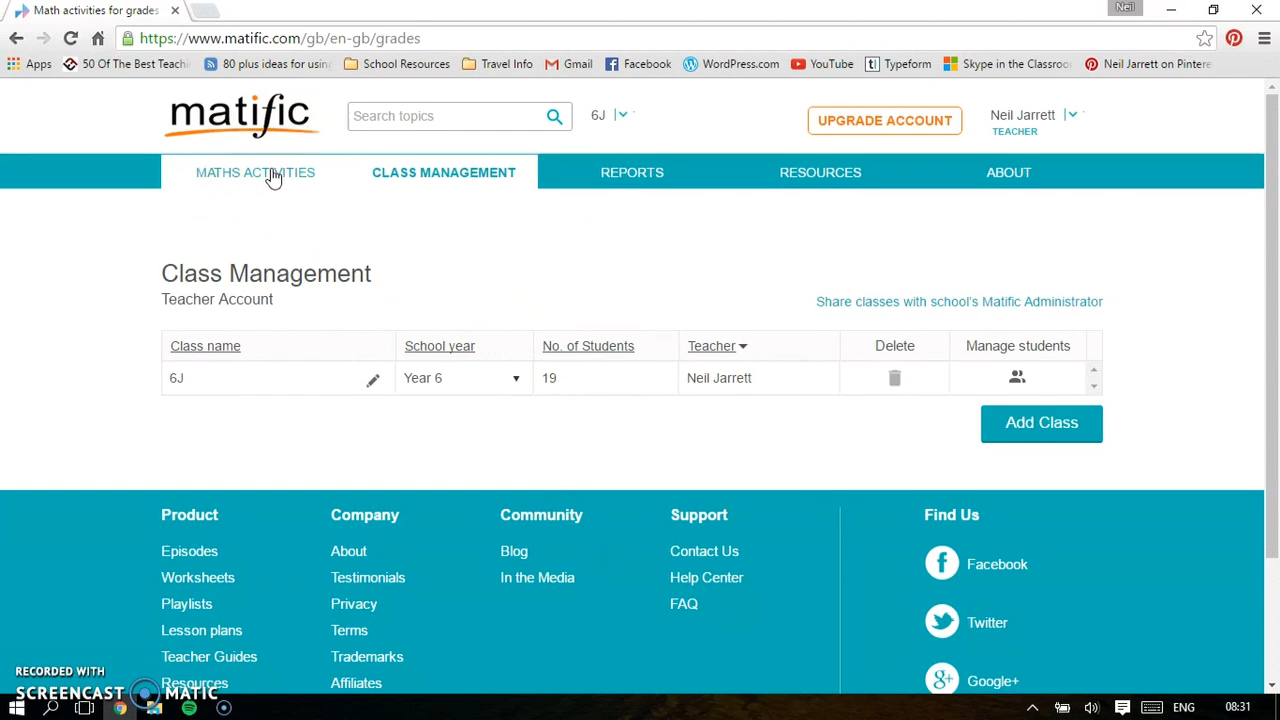 Math activities for grades
Neil
https://www.matific.com/gb/en-gb/grades
Apps 50 Of The Best Teachi 80 plus ideas for usin School Resources Travel Info Gmail Facebook WordPress.com YouTube Typeform Skype in the Classroo Neil Jarrett on Pintere
matific Search topics 6J UPGRADE ACCOUNT Neil Jarrett
TEACHER
MATHS ACTIVITIES CLASS MANAGEMENT REPORTS RESOURCES ABOUT
Class Management
Teacher Account
Share classes with school's Matific Administrator
Class name School year No. of Students Teacher Delete Manage students
6J Year 6 19 Neil Jarrett
Add Class
Product Company Community Support Find Us
Episodes About Blog Contact Us Facebook
Worksheets Testimonials In the Media Help Center
Playlists Privacy FAQ
Lesson plans Terms Twitter
Teacher Guides Trademarks
Resources Affiliates Google+
RECORDED WITH
SCREENCAST MATIC
ENG 08:31